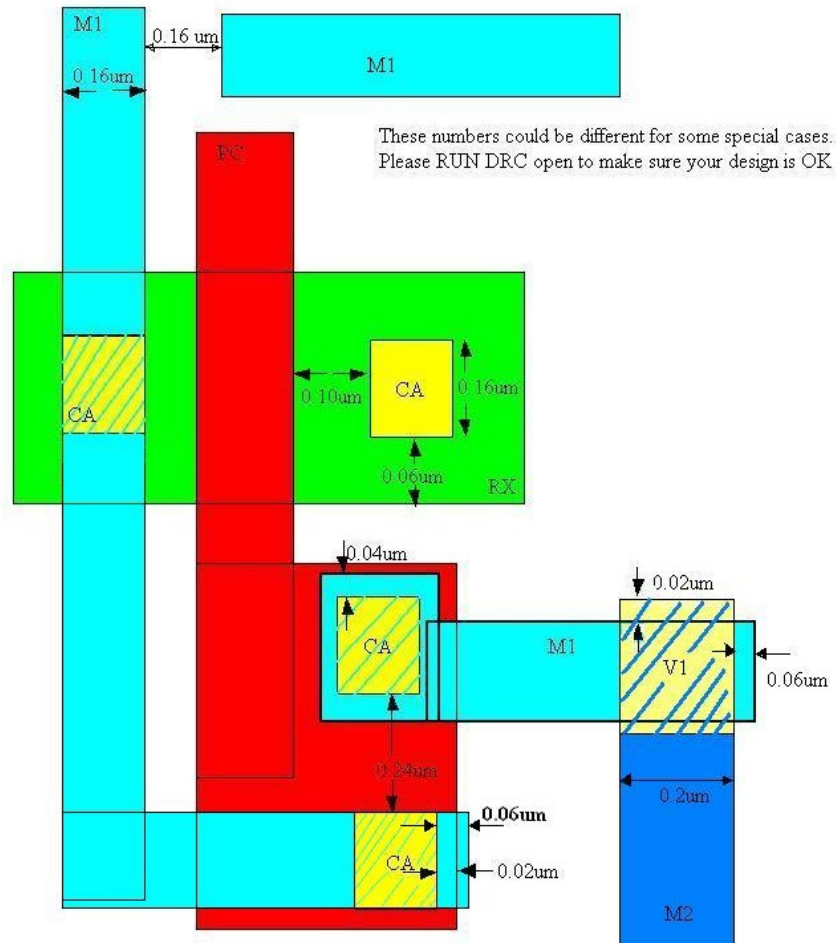 M1
0.16 um
0.16um
M1
These numbers could be different for some special cases.
Please RUN DRC open to make sure your design is OK
PC
CA
0.10um
CA
0.16um
0.06um
RX
0.04um
CA
M1
0.02um
V1
0.06um
0.24um
0.2um
0.06um
CA
0.02um
M2